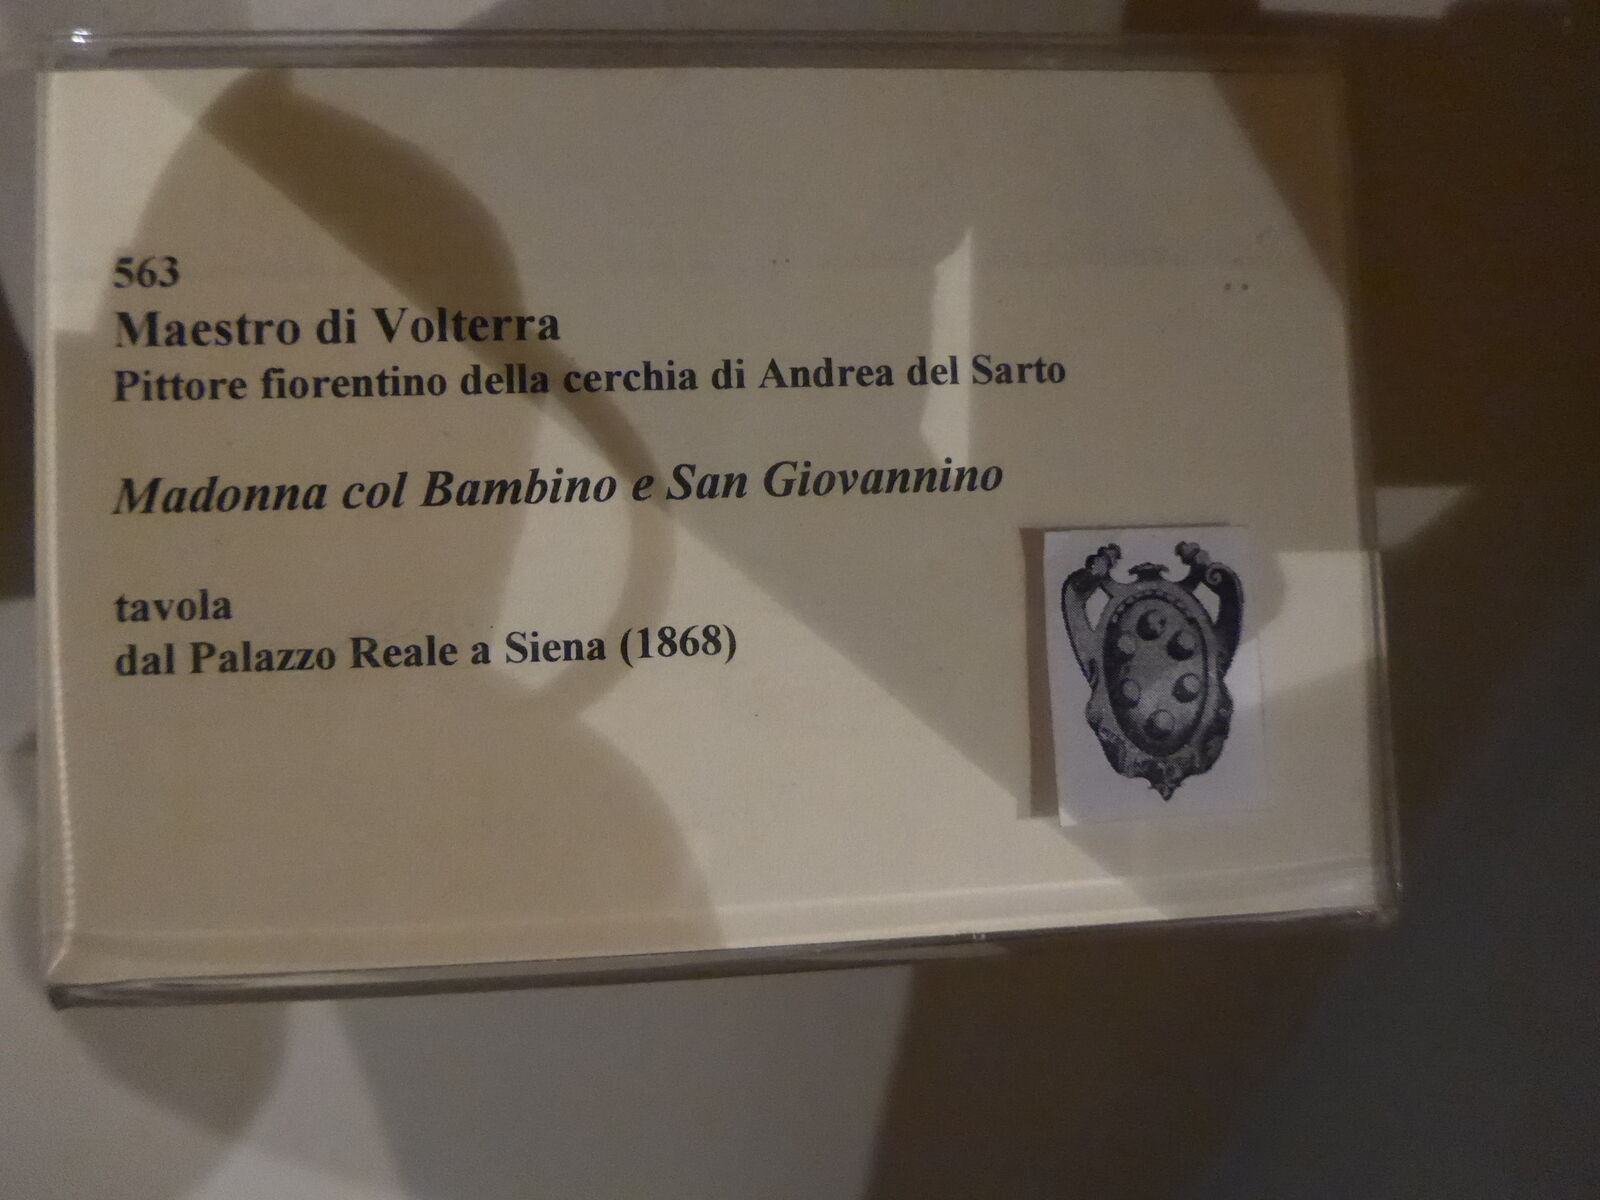 563
Maestro di Volterra
Pittore fiorentino della cerchia di Andrea del Sarto
Madonna col Bambino e San Giovannino
tavola
dal Palazzo Reale a Siena (1868)